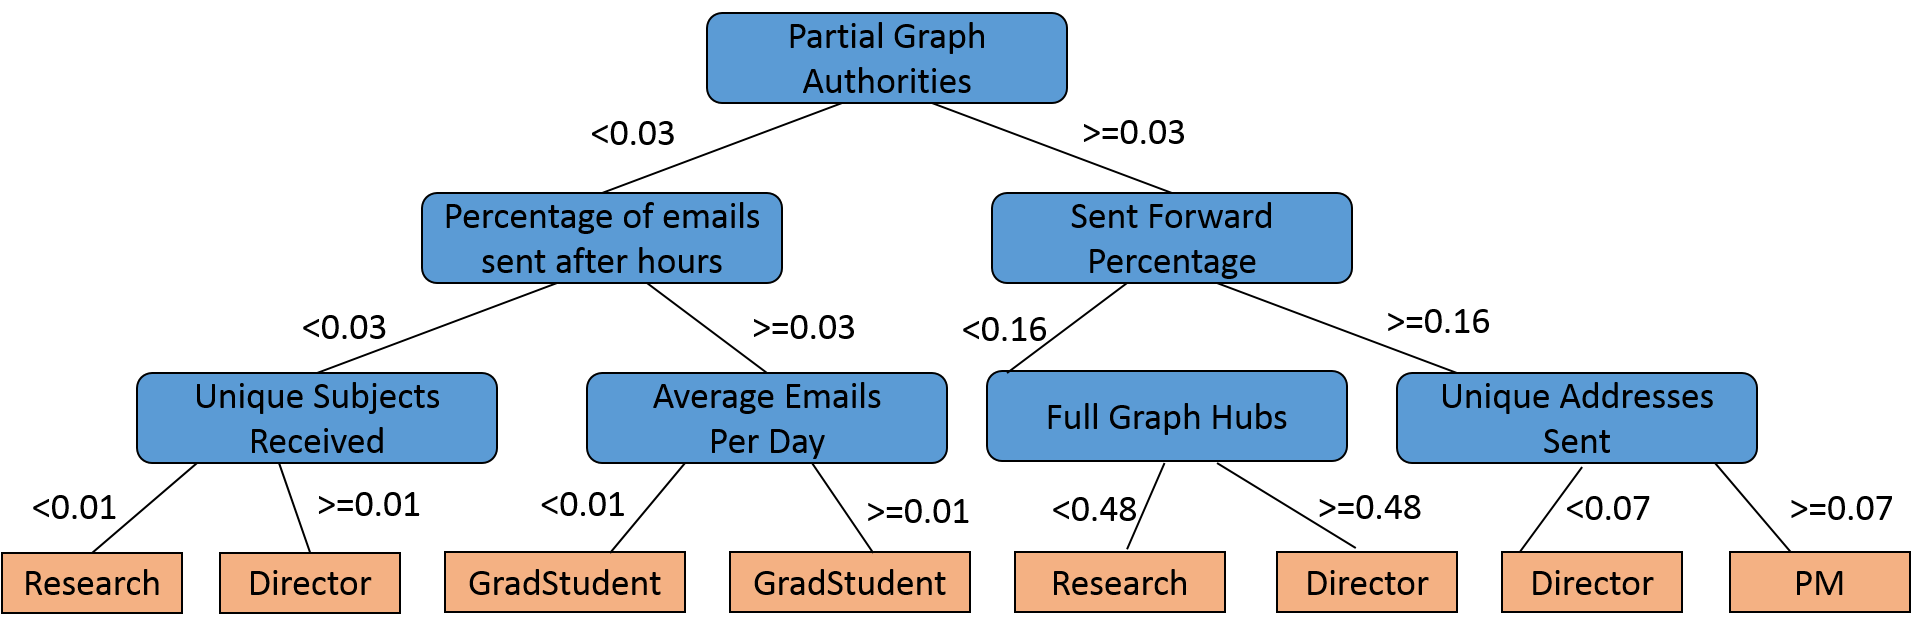 Partial Graph
Authorities
<0.03
>=0.03
Percentage of emails
sent after hours
Sent Forward
Percentage
<0.03
>=0.03
<0.16
>=0.16
Unique Subjects
Received
Average Emails
Per Day
Full Graph Hubs
Unique Addresses
Sent
<0.01
>=0.01
<0.01
>=0.01
<0.48
>=0.48
<0.07
>=0.07
Research
Director
GradStudent
GradStudent
Research
Director
Director
PM